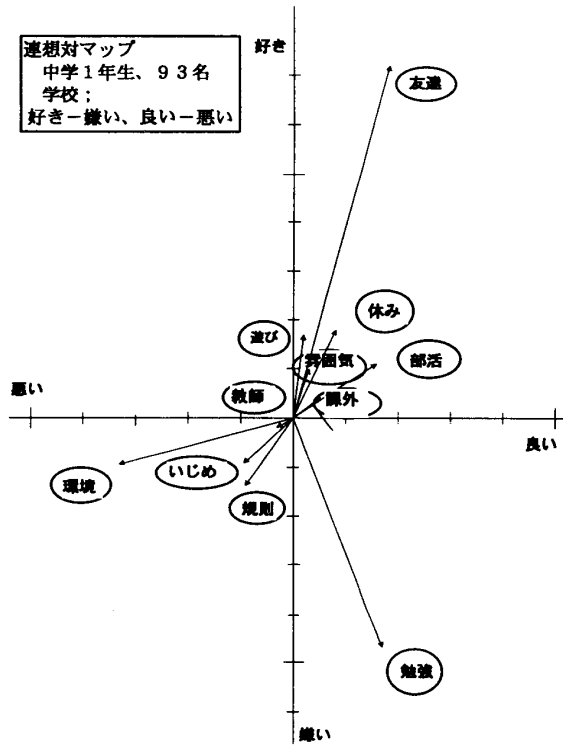 連想対マップ
中学1年生、93名
学校；
好き－嫌い、良い－悪い
好き
友達
休み
遊び
雰囲気
部活
悪い
教師
課外
良い
いじめ
環境
規則
勉強
嫌い